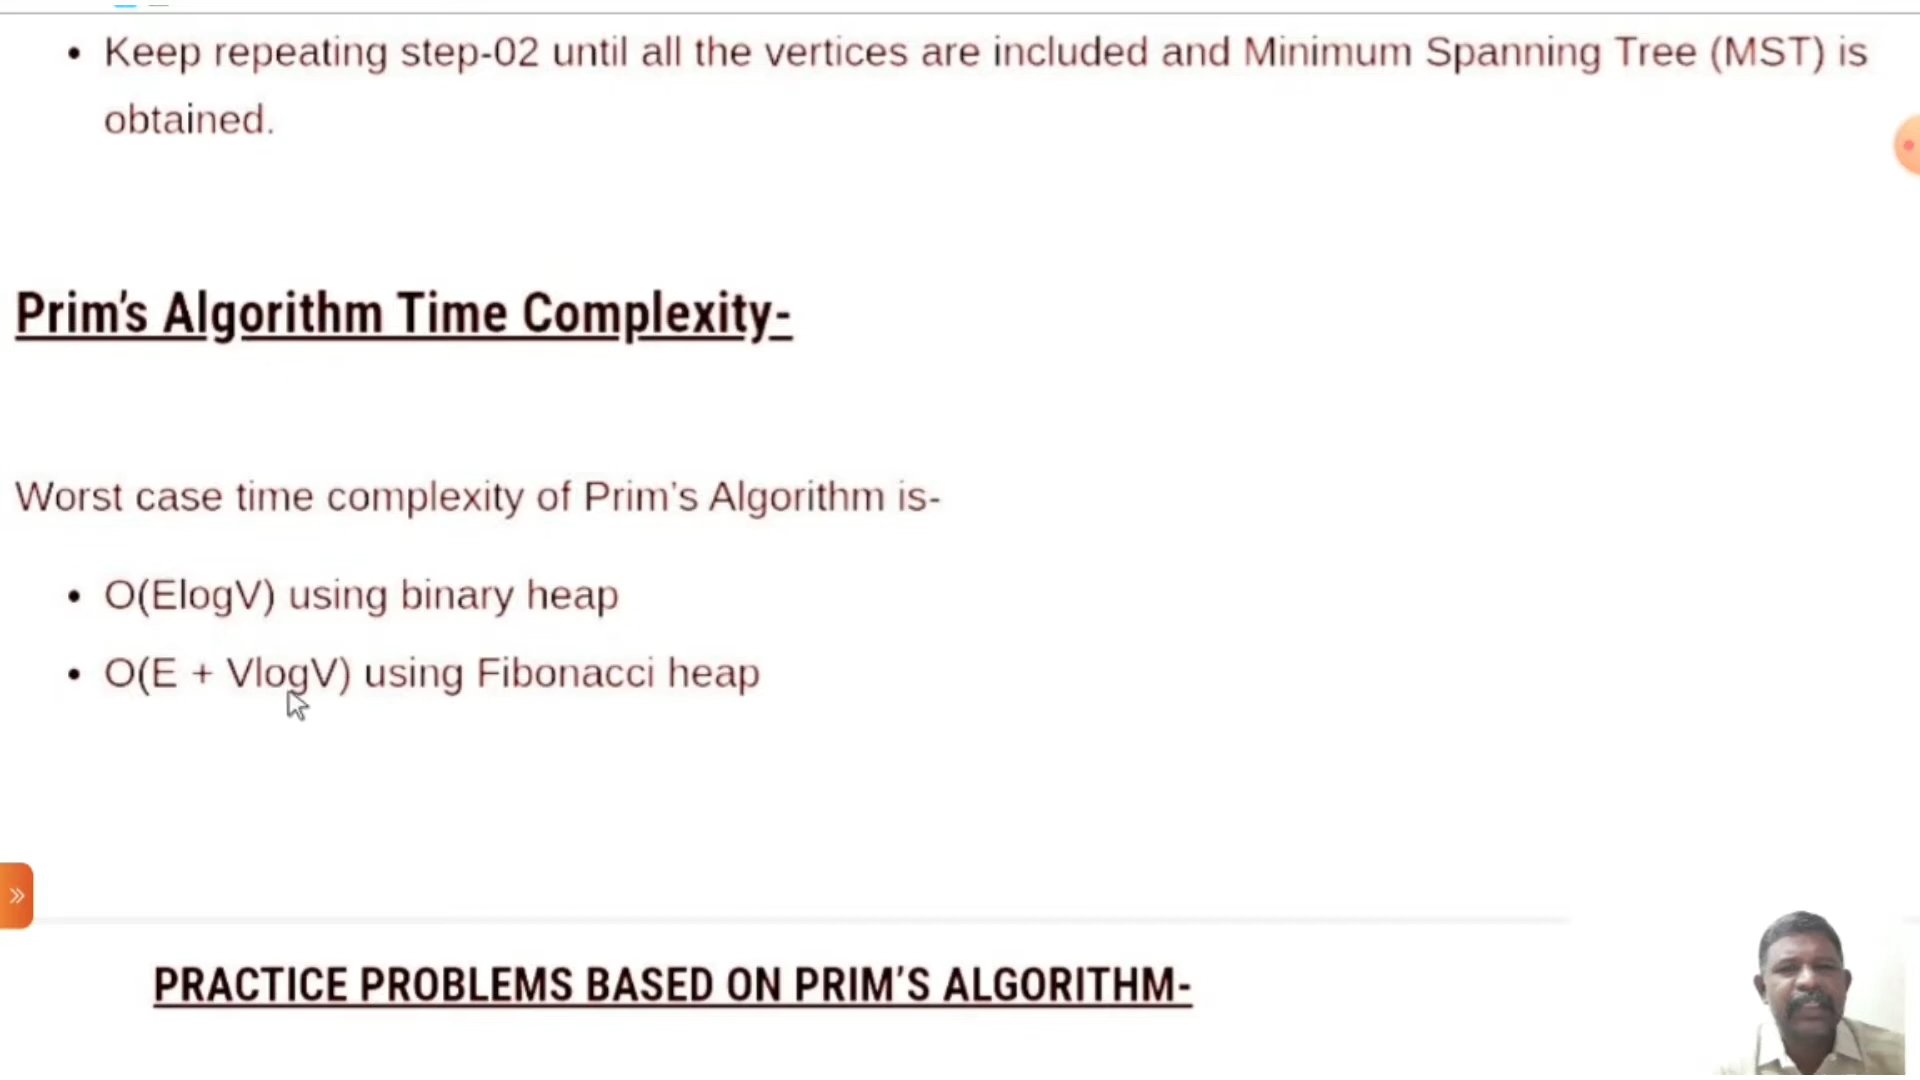 • Keep repeating step-02 until all the vertices are included and Minimum Spanning Tree (MST) is
obtained.
Prim’s Algorithm Time Complexity-
Worst case time complexity of Prim’s Algorithm is-
• O(ElogV) using binary heap
• O(E + VlogV) using Fibonacci heap
PRACTICE PROBLEMS BASED ON PRIM’S ALGORITHM-